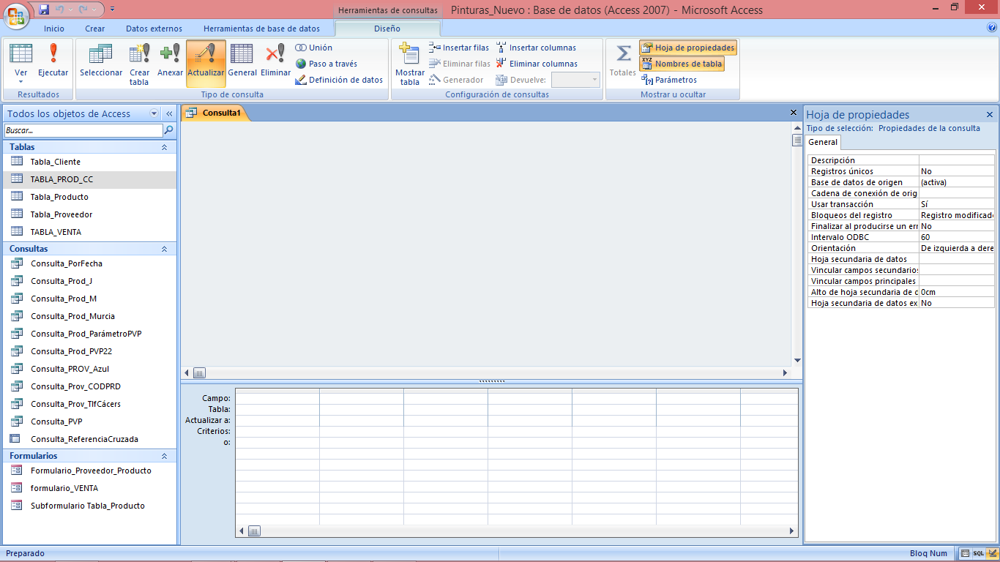 Herramientas de consultas
Pinturas_Nuevo : Base de datos (Access 2007) - Microsoft Access
Inicio
Crear
Datos externos
Herramientas de base de datos
Diseño
Ver
Ejecutar
Resultados
Seleccionar
Crear tabla
Anexar
Actualizar
General
Eliminar
Unión
Paso a través
Definición de datos
Tipo de consulta
Mostrar tabla
Insertar filas
Eliminar filas
Generador
Insertar columnas
Eliminar columnas
Devuelve:
Configuración de consultas
Totales
Hoja de propiedades
XYZ Nombres de tabla
Parámetros
Mostrar u ocultar
Todos los objetos de Access
Buscar...
Tablas
Tabla_Cliente
TABLA_PROD_CC
Tabla_Producto
Tabla_Proveedor
TABLA_VENTA
Consultas
Consulta_PorFecha
Consulta_Prod_J
Consulta_Prod_M
Consulta_Prod_Murcia
Consulta_Prod_ParámetroPVP
Consulta_Prod_PVP22
Consulta_PROV_Azul
Consulta_Prov_CODPRD
Consulta_Prov_TlfCácers
Consulta_PVP
Consulta_ReferenciaCruzada
Formularios
Formulario_Proveedor_Producto
formulario_VENTA
Subformulario Tabla_Producto
Consulta1
Campo:
Tabla:
Actualizar a:
Criterios:
o:
Hoja de propiedades
Tipo de selección: Propiedades de la consulta
General
Descripción
Registros únicos No
Base de datos de origen (activa)
Cadena de conexión de orig
Usar transacción Sí
Bloqueos del registro Registro modificado
Finalizar al producirse un err No
Intervalo ODBC 60
Orientación De izquierda a dere
Hoja secundaria de datos
Vincular campos secundarios
Vincular campos principales
Alto de hoja secundaria de d 0cm
Hoja secundaria de datos ex No
Preparado
Bloq Num
SQL